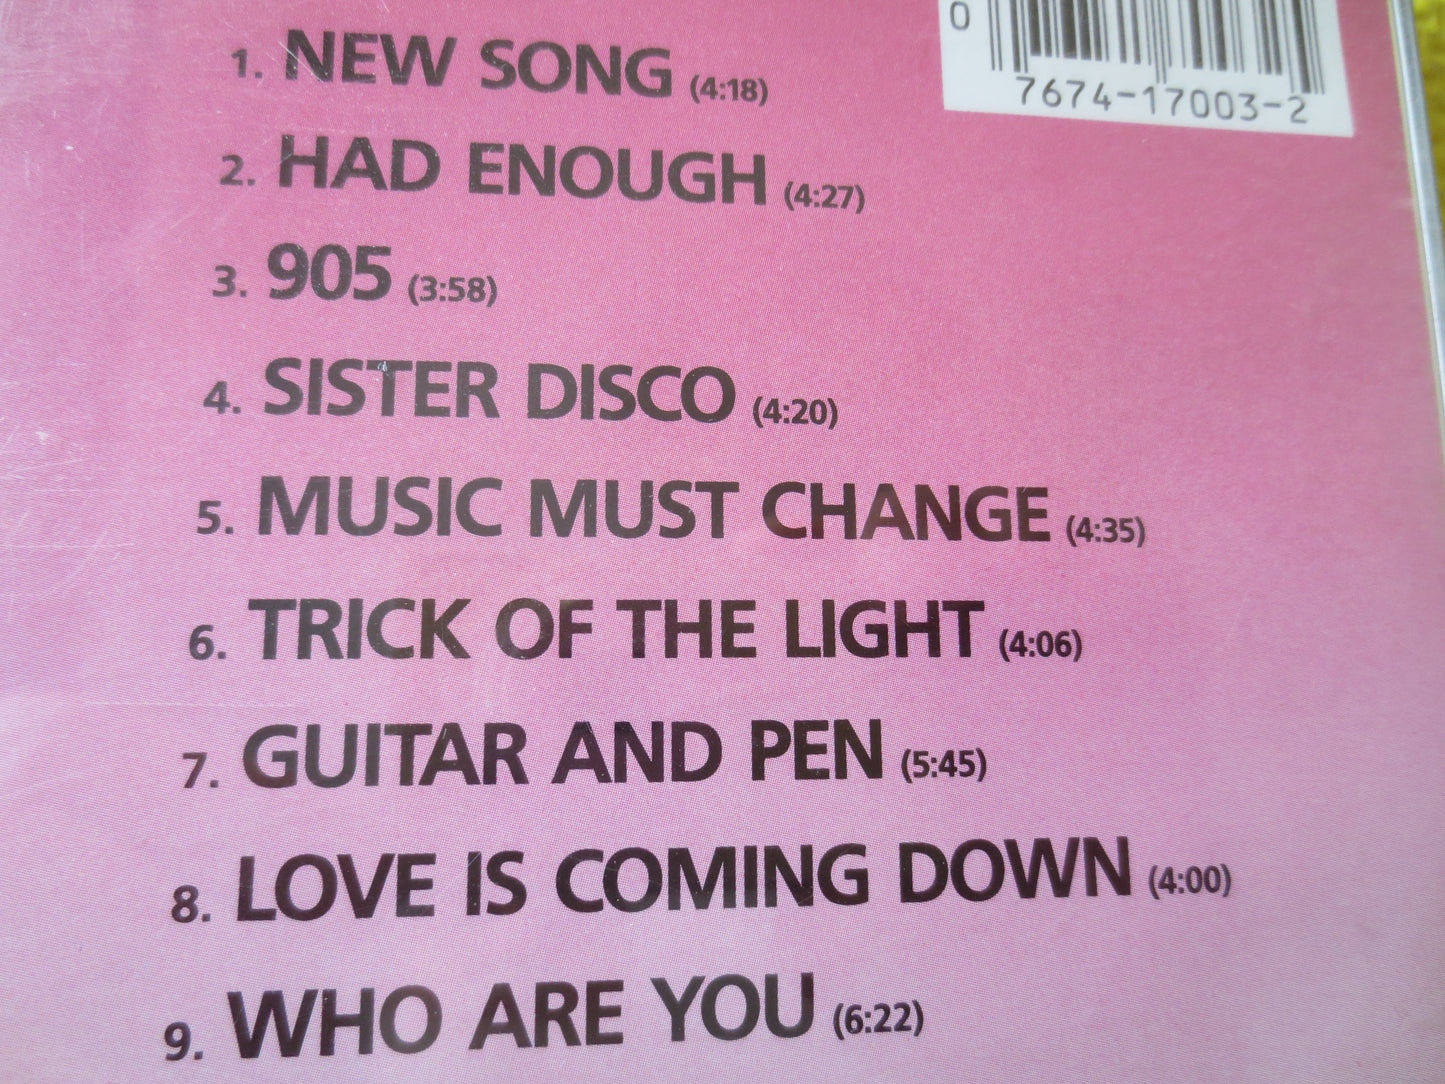 0
7674-17003-2
1. NEW SONG (4:18)
2. HAD ENOUGH (4:27)
3. 905 (3:58)
4. SISTER DISCO (4:20)
5. MUSIC MUST CHANGE (4:35)
6. TRICK OF THE LIGHT (4:06)
7. GUITAR AND PEN (5:45)
8. LOVE IS COMING DOWN (4:00)
9. WHO ARE YOU (6:22)